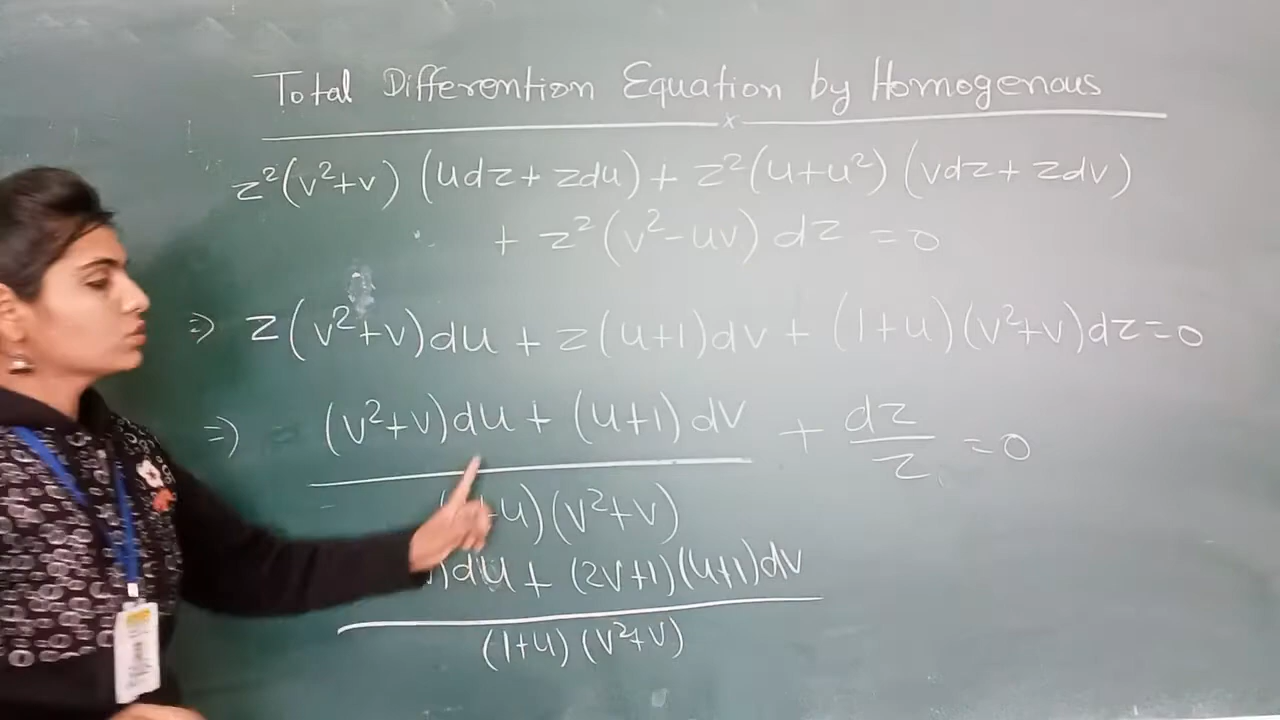 Total Differention Equation by Homogenous
x
z²(v²+v) (udz + zdu) + z²(u+u²) (vdz + zdv)
+ z²(v²-uv) dz = 0
⇒ z(v²+v)du + z(u+1)dv + (1+u)(v²+v)dz = 0
⇒ (v²+v)du + (u+1)dv + dz = 0
+u)(v²+v) z
)du + (2v+1)(u+1)dv
(1+u) (v²+v)